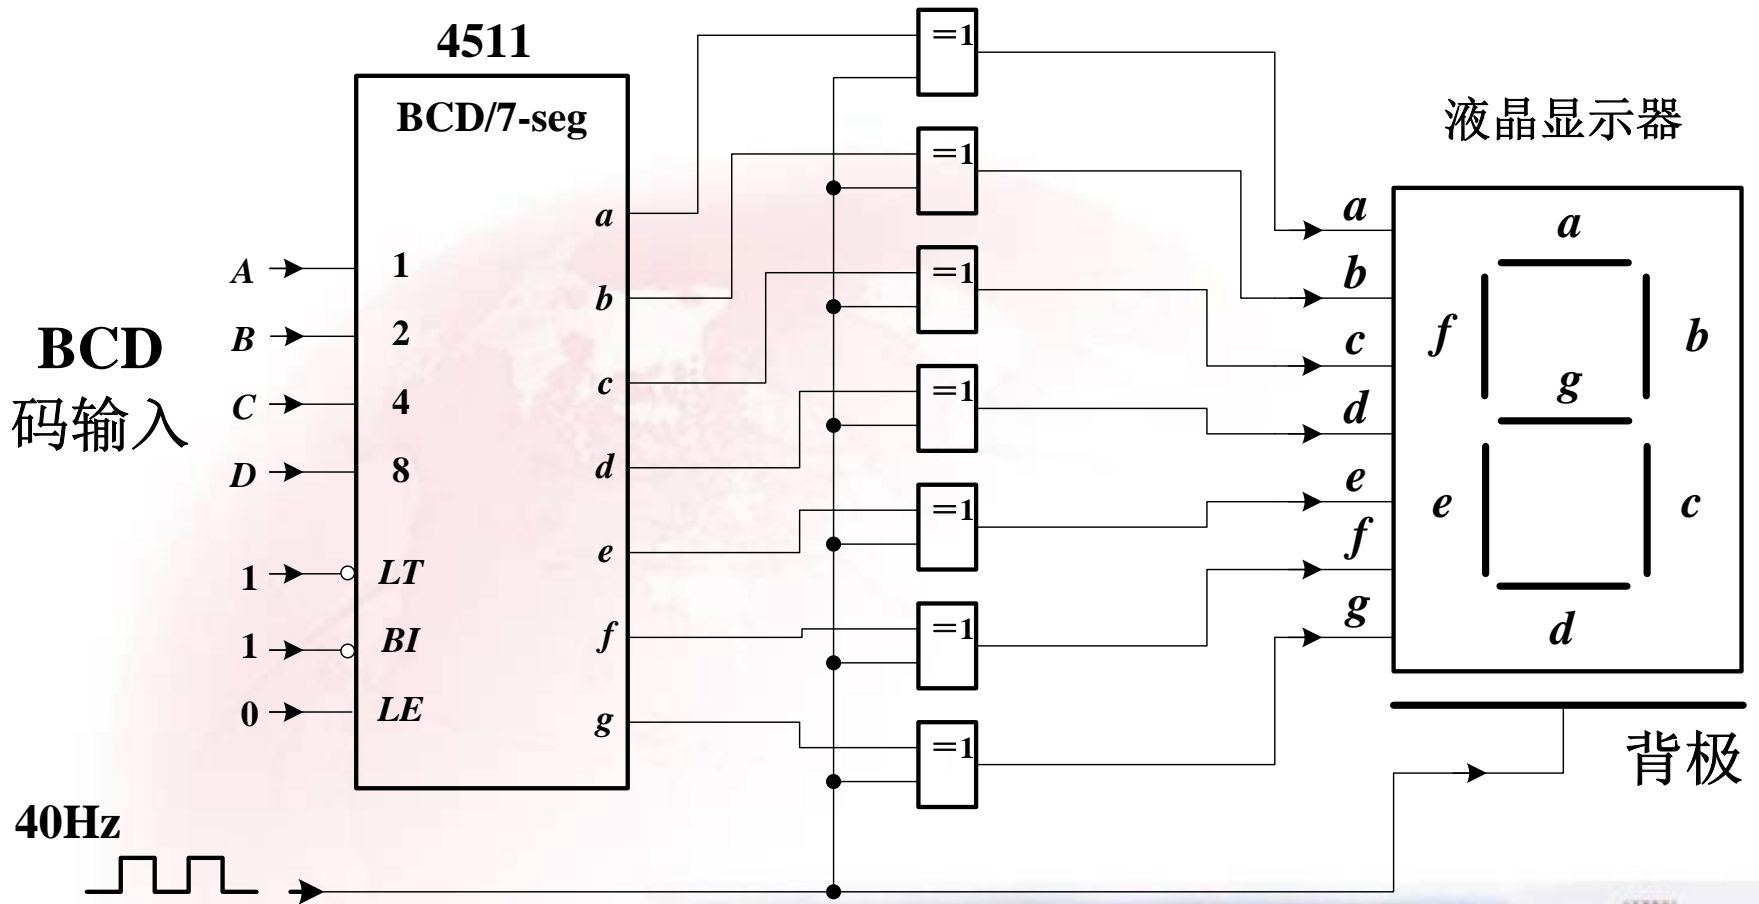 4511
BCD/7-seg
A
B
C
D
BCD
码输入
1
2
4
8
1
1
0
LT
BI
LE
a
b
c
d
e
f
g
=1
=1
=1
=1
=1
=1
=1
液晶显示器
a
b
c
d
e
f
g
a
f
b
g
e
c
d
背极
40Hz